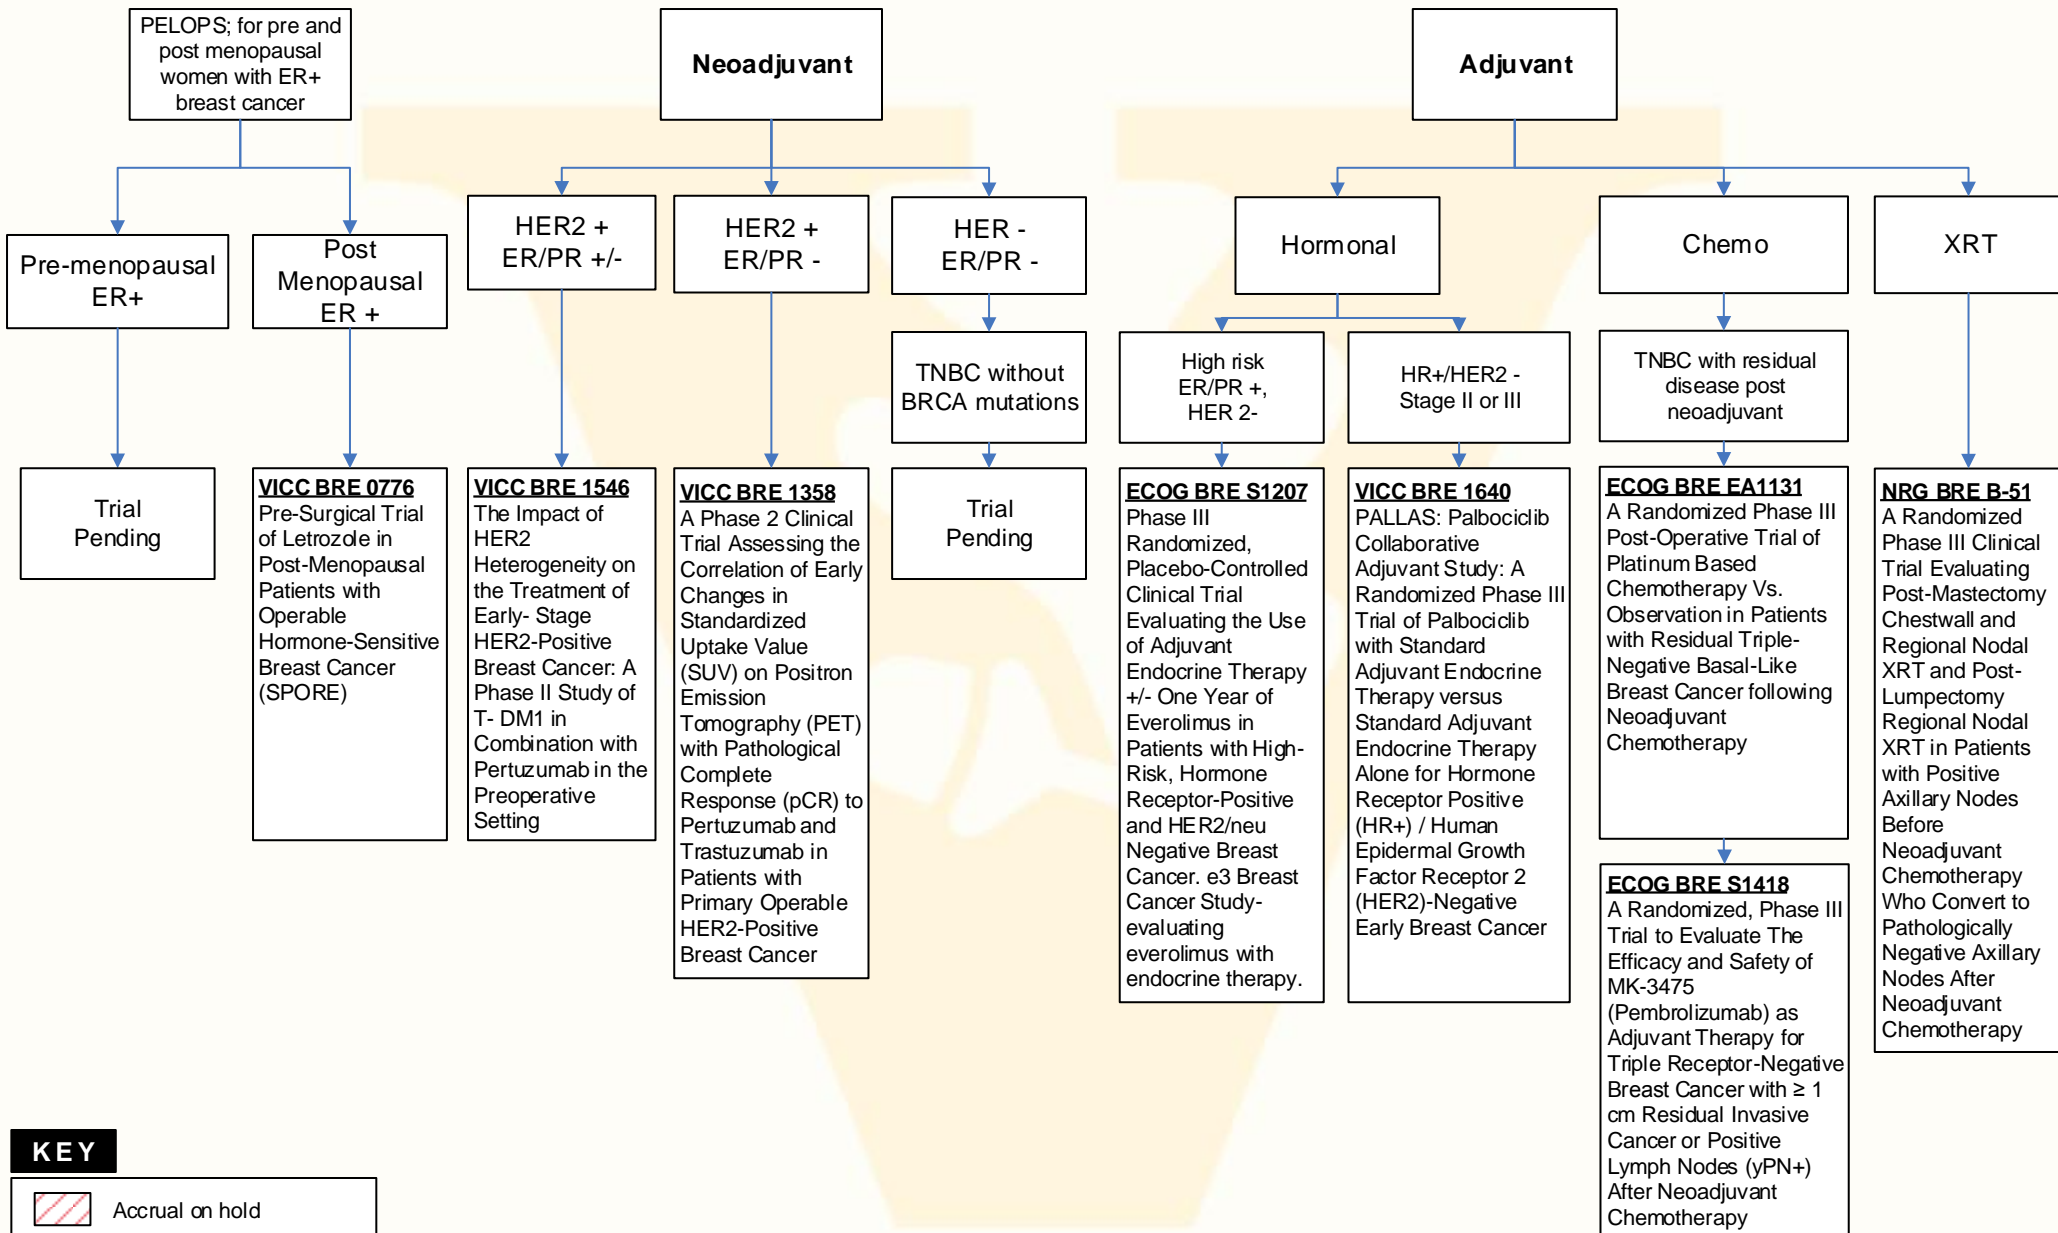 PELOPS; for pre and
post menopausal
women with ER+
breast cancer
Neoadjuvant
Adjuvant
Pre-menopausal
ER+
Post
Menopausal
ER +
HER2 +
ER/PR +/-
HER2 +
ER/PR -
HER -
ER/PR -
Hormonal
Chemo
XRT
TNBC without
BRCA mutations
High risk
ER/PR +,
HER 2-
HR+/HER2 -
Stage II or III
TNBC with residual
disease post
neoadjuvant
Trial
Pending
VICC BRE 0776
Pre-Surgical Trial
of Letrozole in
Post-Menopausal
Patients with
Operable
Hormone-Sensitive
Breast Cancer
(SPORE)
VICC BRE 1546
The Impact of
HER2
Heterogeneity on
the Treatment of
Early- Stage
HER2-Positive
Breast Cancer: A
Phase II Study of
T- DM1 in
Combination with
Pertuzumab in the
Preoperative
Setting
VICC BRE 1358
A Phase 2 Clinical
Trial Assessing the
Correlation of Early
Changes in
Standardized
Uptake Value
(SUV) on Positron
Emission
Tomography (PET)
with Pathological
Complete
Response (pCR) to
Pertuzumab and
Trastuzumab in
Patients with
Primary Operable
HER2-Positive
Breast Cancer
Trial
Pending
ECOG BRE S1207
Phase III
Randomized,
Placebo-Controlled
Clinical Trial
Evaluating the Use
of Adjuvant
Endocrine Therapy
+/- One Year of
Everolimus in
Patients with High-
Risk, Hormone
Receptor-Positive
and HER2/neu
Negative Breast
Cancer. e3 Breast
Cancer Study-
evaluating
everolimus with
endocrine therapy.
VICC BRE 1640
PALLAS: Palbociclib
Collaborative
Adjuvant Study: A
Randomized Phase III
Trial of Palbociclib
with Standard
Adjuvant Endocrine
Therapy versus
Standard Adjuvant
Endocrine Therapy
Alone for Hormone
Receptor Positive
(HR+) / Human
Epidermal Growth
Factor Receptor 2
(HER2)-Negative
Early Breast Cancer
ECOG BRE EA1131
A Randomized Phase III
Post-Operative Trial of
Platinum Based
Chemotherapy Vs.
Observation in Patients
with Residual Triple-
Negative Basal-Like
Breast Cancer following
Neoadjuvant
Chemotherapy
ECOG BRE S1418
A Randomized, Phase III
Trial to Evaluate The
Efficacy and Safety of
MK-3475
(Pembrolizumab) as
Adjuvant Therapy for
Triple Receptor-Negative
Breast Cancer with ≥ 1
cm Residual Invasive
Cancer or Positive
Lymph Nodes (yPN+)
After Neoadjuvant
Chemotherapy
NRG BRE B-51
A Randomized
Phase III Clinical
Trial Evaluating
Post-Mastectomy
Chestwall and
Regional Nodal
XRT and Post-
Lumpectomy
Regional Nodal
XRT in Patients
with Positive
Axillary Nodes
Before
Neoadjuvant
Chemotherapy
Who Convert to
Pathologically
Negative Axillary
Nodes After
Neoadjuvant
Chemotherapy
KEY
Accrual on hold